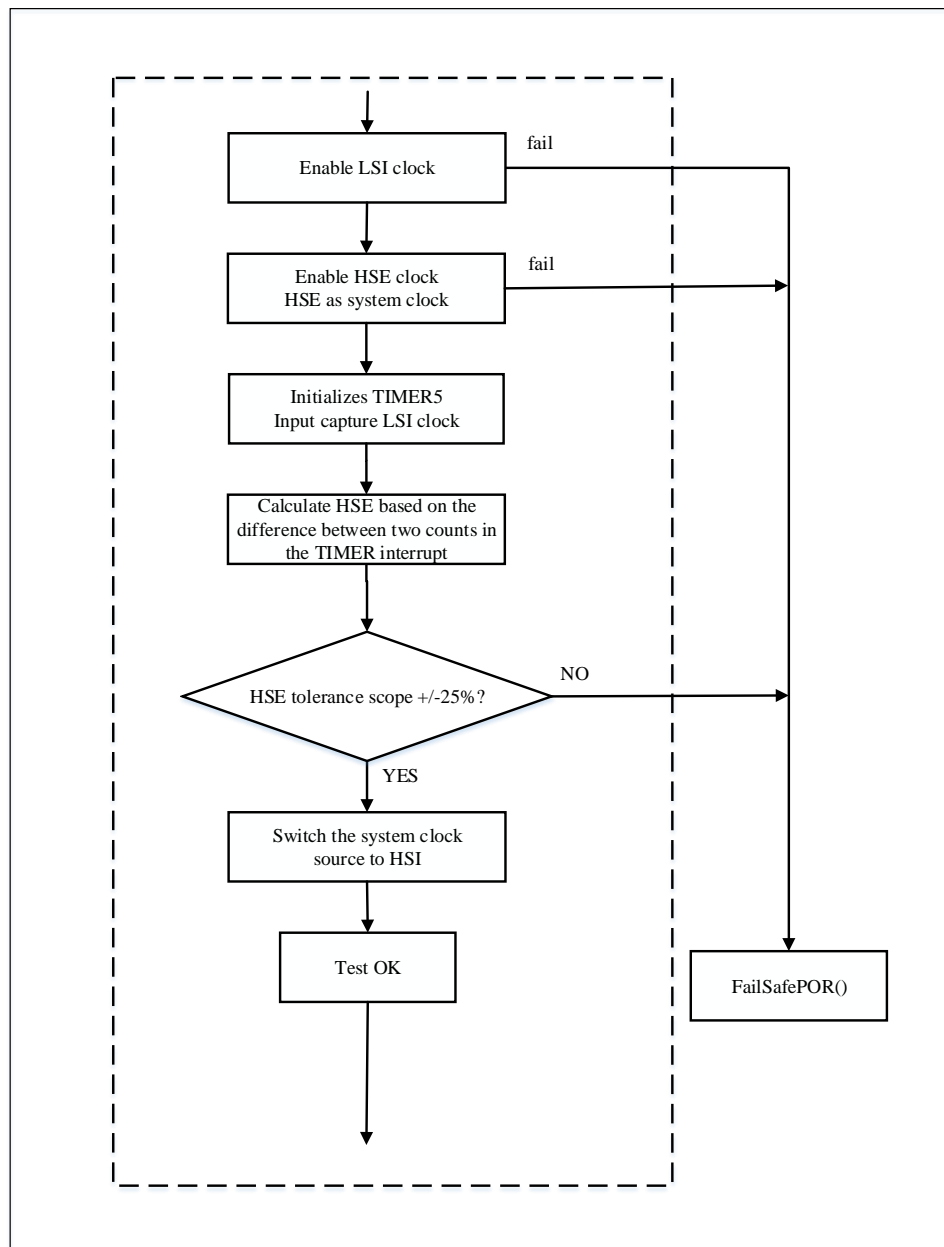 fail
Enable LSI clock
fail
Enable HSE clock
HSE as system clock
Initializes TIMER5
Input capture LSI clock
Calculate HSE based on the
difference between two counts in
the TIMER interrupt
NO
HSE tolerance scope +/-25%?
YES
Switch the system clock
source to HSI
Test OK
FailSafePOR()